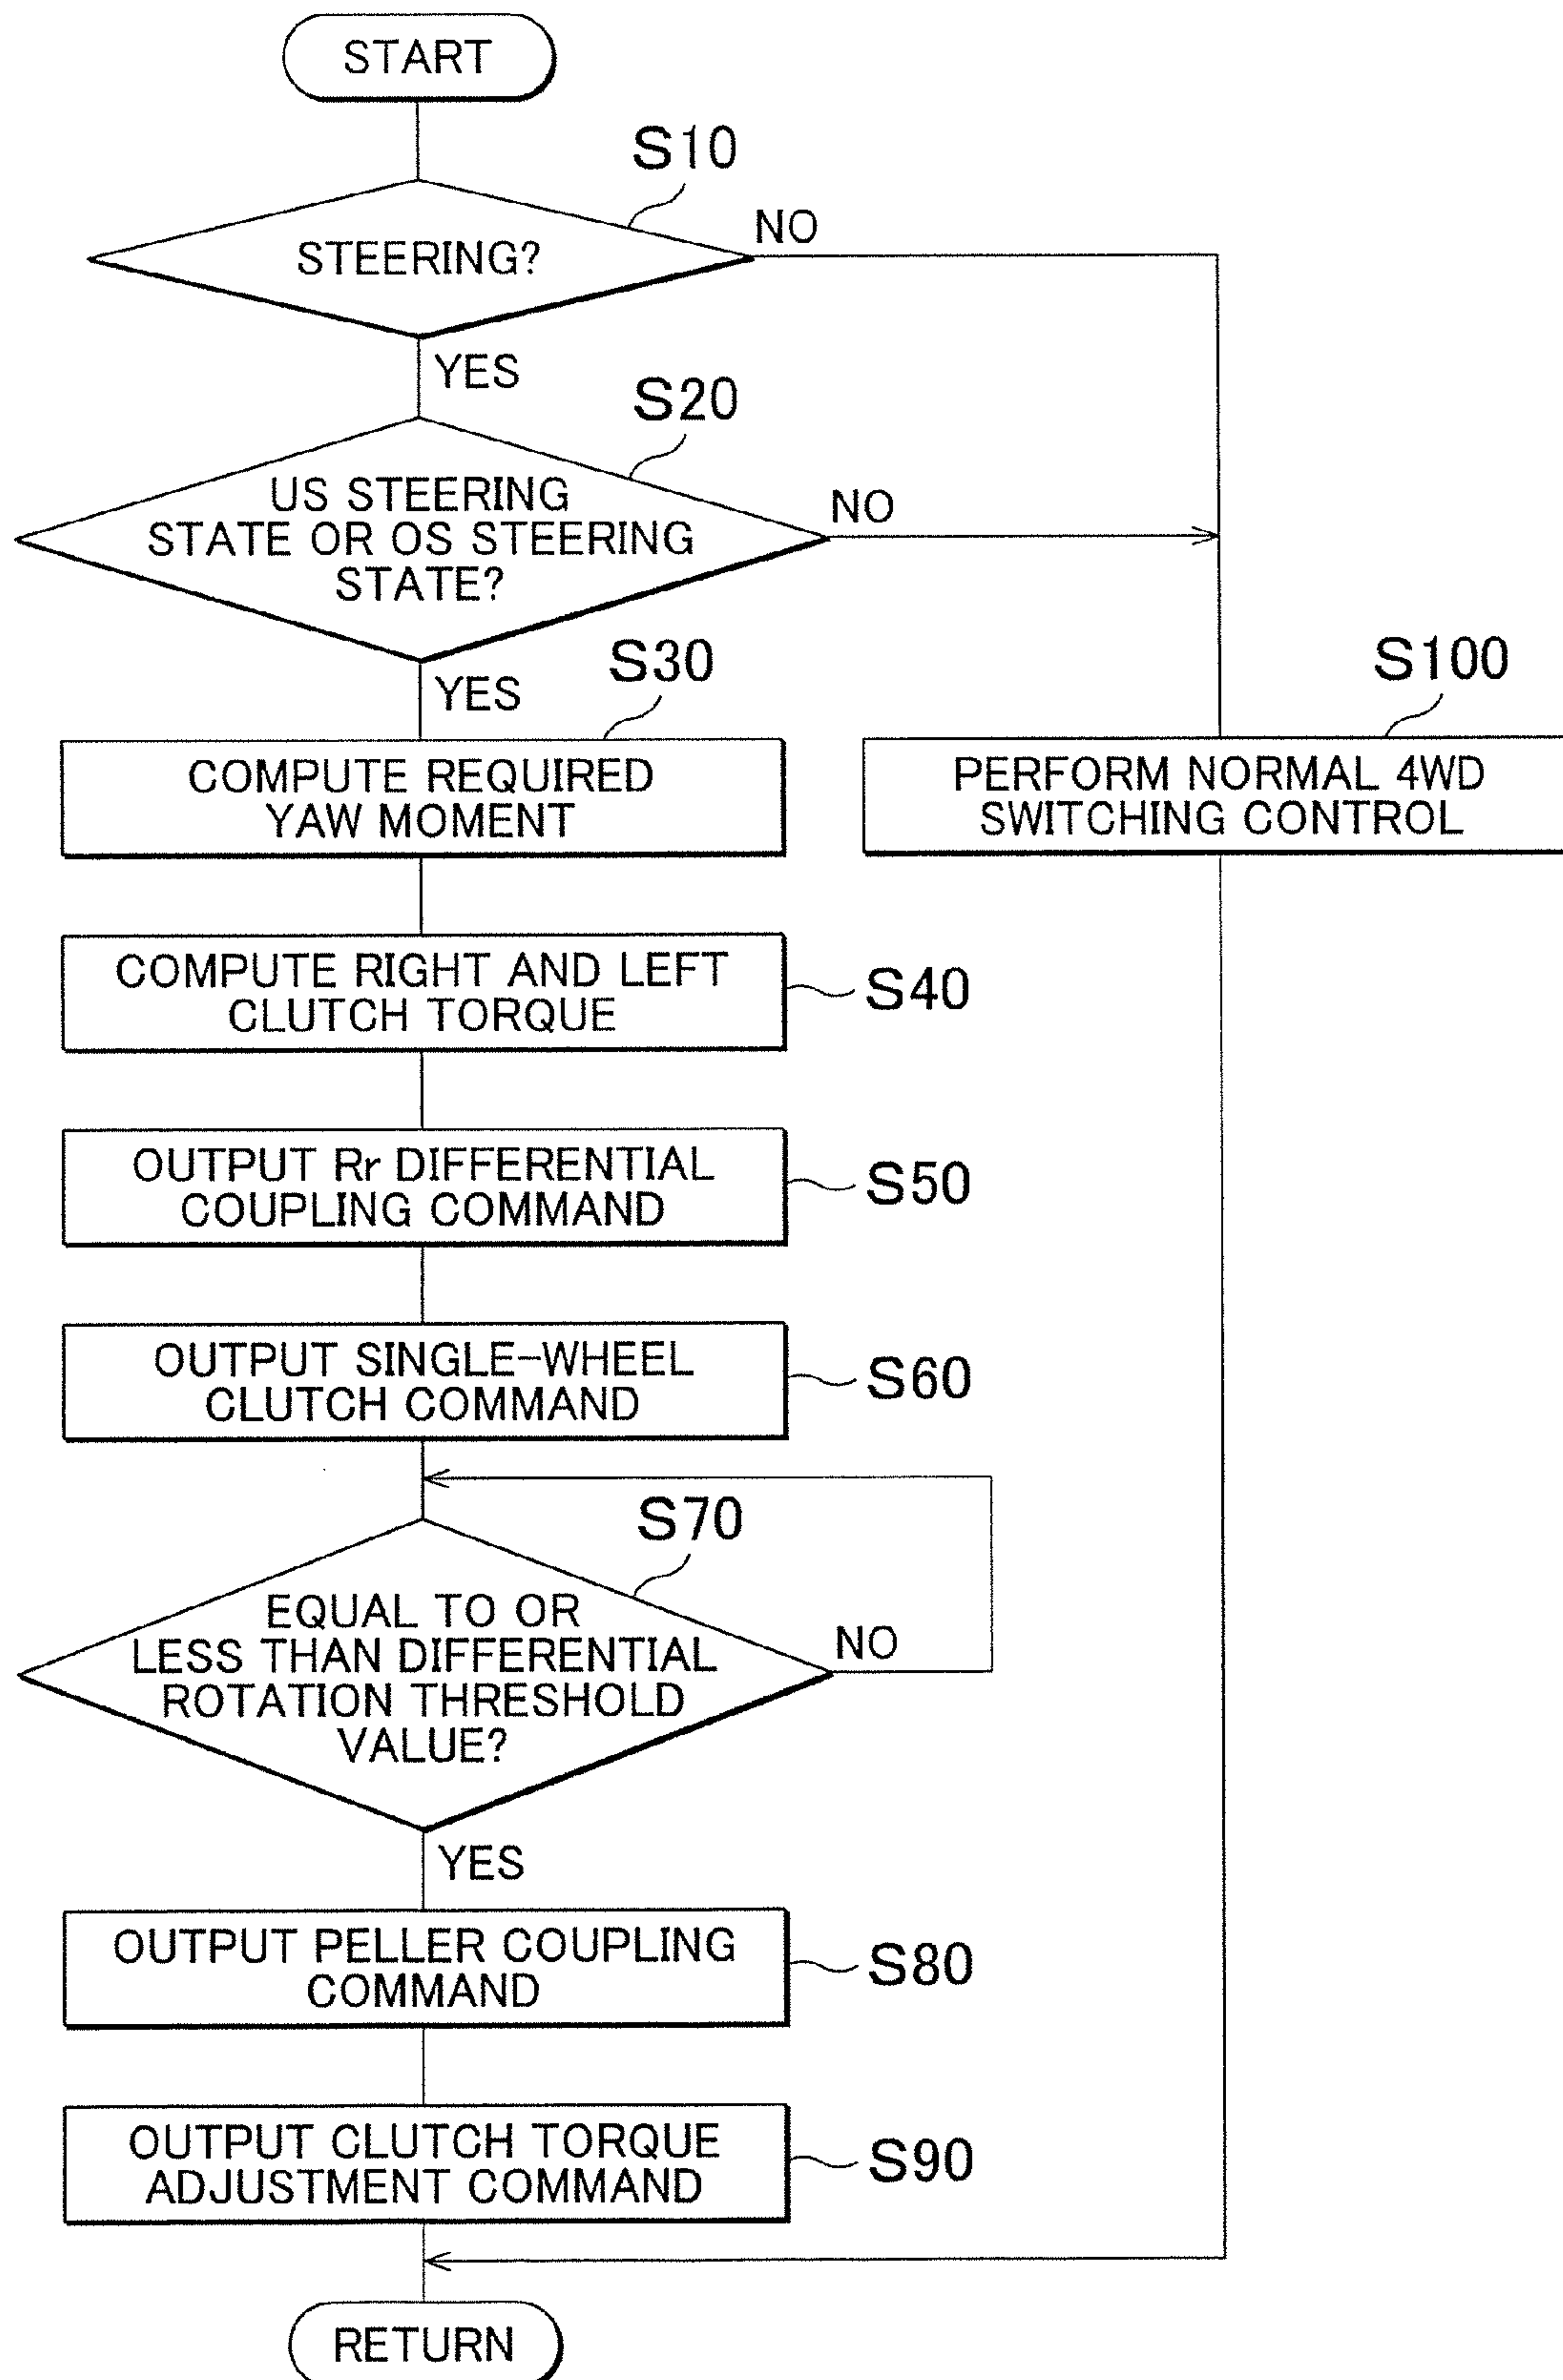 START
S10
STEERING?
NO
YES
S20
US STEERING
STATE OR OS STEERING
STATE?
NO
YES
S30
COMPUTE REQUIRED
YAW MOMENT
S100
PERFORM NORMAL 4WD
SWITCHING CONTROL
COMPUTE RIGHT AND LEFT
CLUTCH TORQUE
S40
OUTPUT Rr DIFFERENTIAL
COUPLING COMMAND
S50
OUTPUT SINGLE-WHEEL
CLUTCH COMMAND
S60
S70
EQUAL TO OR
LESS THAN DIFFERENTIAL
ROTATION THRESHOLD
VALUE?
NO
YES
OUTPUT PELLER COUPLING
COMMAND
S80
OUTPUT CLUTCH TORQUE
ADJUSTMENT COMMAND
S90
RETURN